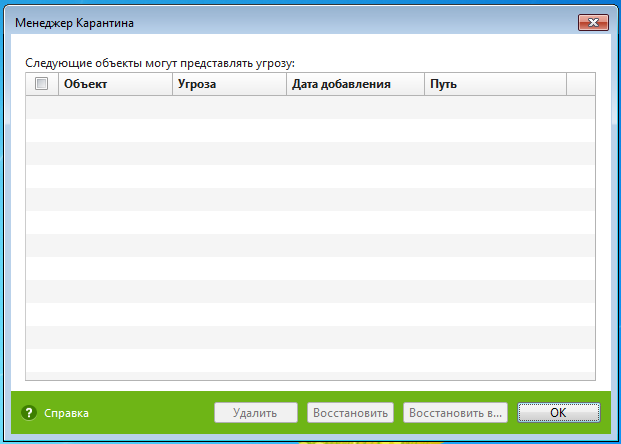 Менеджер Карантина
Следующие объекты могут представлять угрозу:
Объект Угроза Дата добавления Путь
? Справка Удалить Восстановить Восстановить в... OK